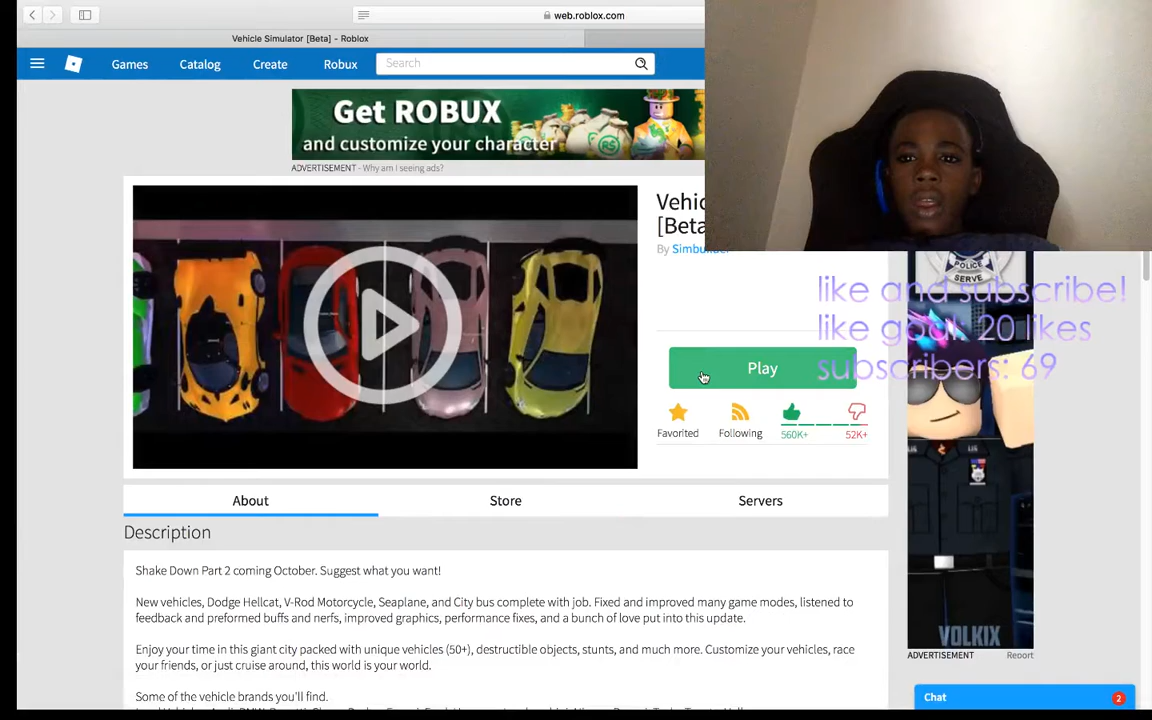 web.roblox.com
Vehicle Simulator [Beta] - Roblox
Games
Catalog
Create
Robux
Search
Get ROBUX
and customize your character
ADVERTISEMENT - Why am I seeing ads?
[Beta
By
Play
Favorited
Following
560K+
52K+
POLICE
SERVE
like and subscribe!
like goal: 20 likes
subscribers: 69
VOLKIX
ADVERTISEMENT
Report
About
Store
Servers
Description
Shake Down Part 2 coming October. Suggest what you want!
New vehicles, Dodge Hellcat, V-Rod Motorcycle, Seaplane, and City bus complete with job. Fixed and improved many game modes, listened to
feedback and preformed buffs and nerfs, improved graphics, performance fixes, and a bunch of love put into this update.
Enjoy your time in this giant city packed with unique vehicles (50+), destructible objects, stunts, and much more. Customize your vehicles, race
your friends, or just cruise around, this world is your world.
Some of the vehicle brands you'll find.
Chat
2